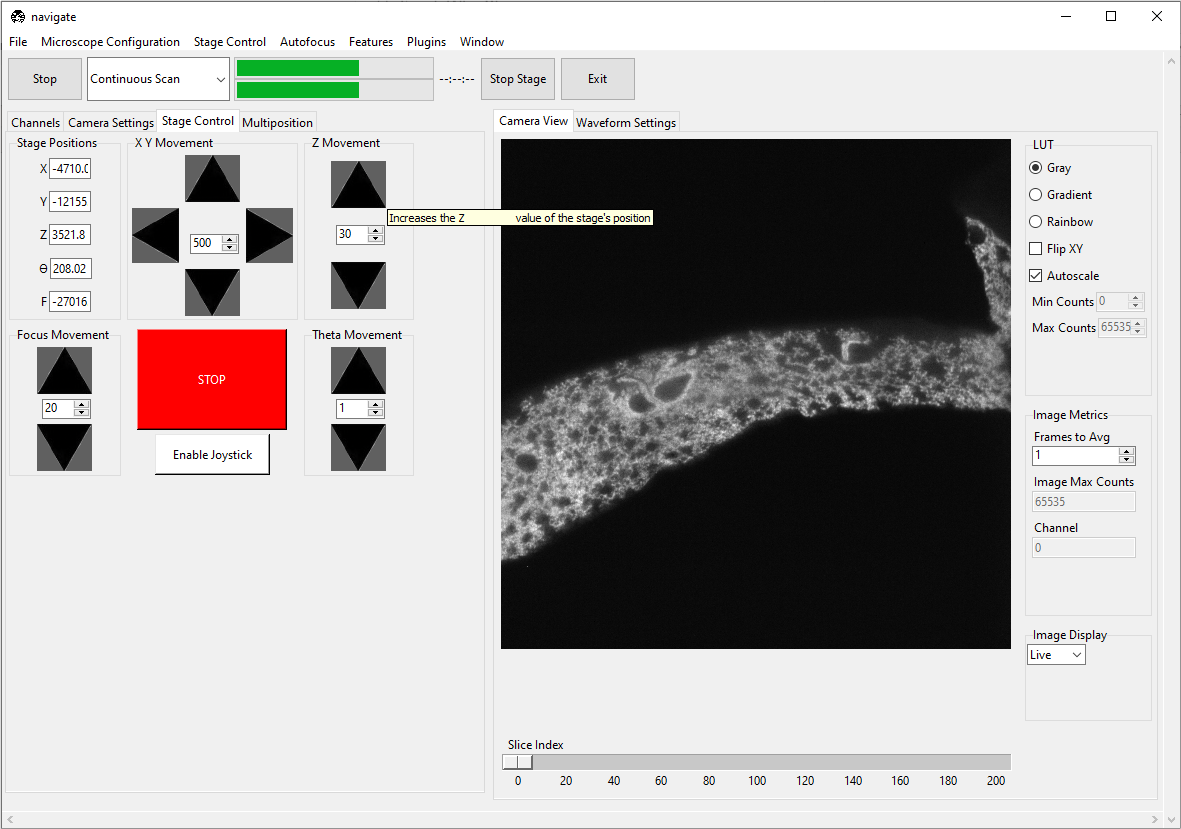 navigate
File Microscope Configuration Stage Control Autofocus Features Plugins Window
Stop Continuous Scan --:--:-- Stop Stage Exit
Channels Camera Settings Stage Control Multiposition
Stage Positions X Y Movement Z Movement
X -4710.0
Y -12155
Z 3521.8
Θ 208.02
F -27016
500
30
Increases the Z value of the stage's position
Focus Movement Theta Movement
20
STOP
Enable Joystick
1
Camera View Waveform Settings
LUT
Gray
Gradient
Rainbow
Flip XY
Autoscale
Min Counts 0
Max Counts 65535
Image Metrics
Frames to Avg
1
Image Max Counts
65535
Channel
0
Image Display
Live
Slice Index
0 20 40 60 80 100 120 140 160 180 200